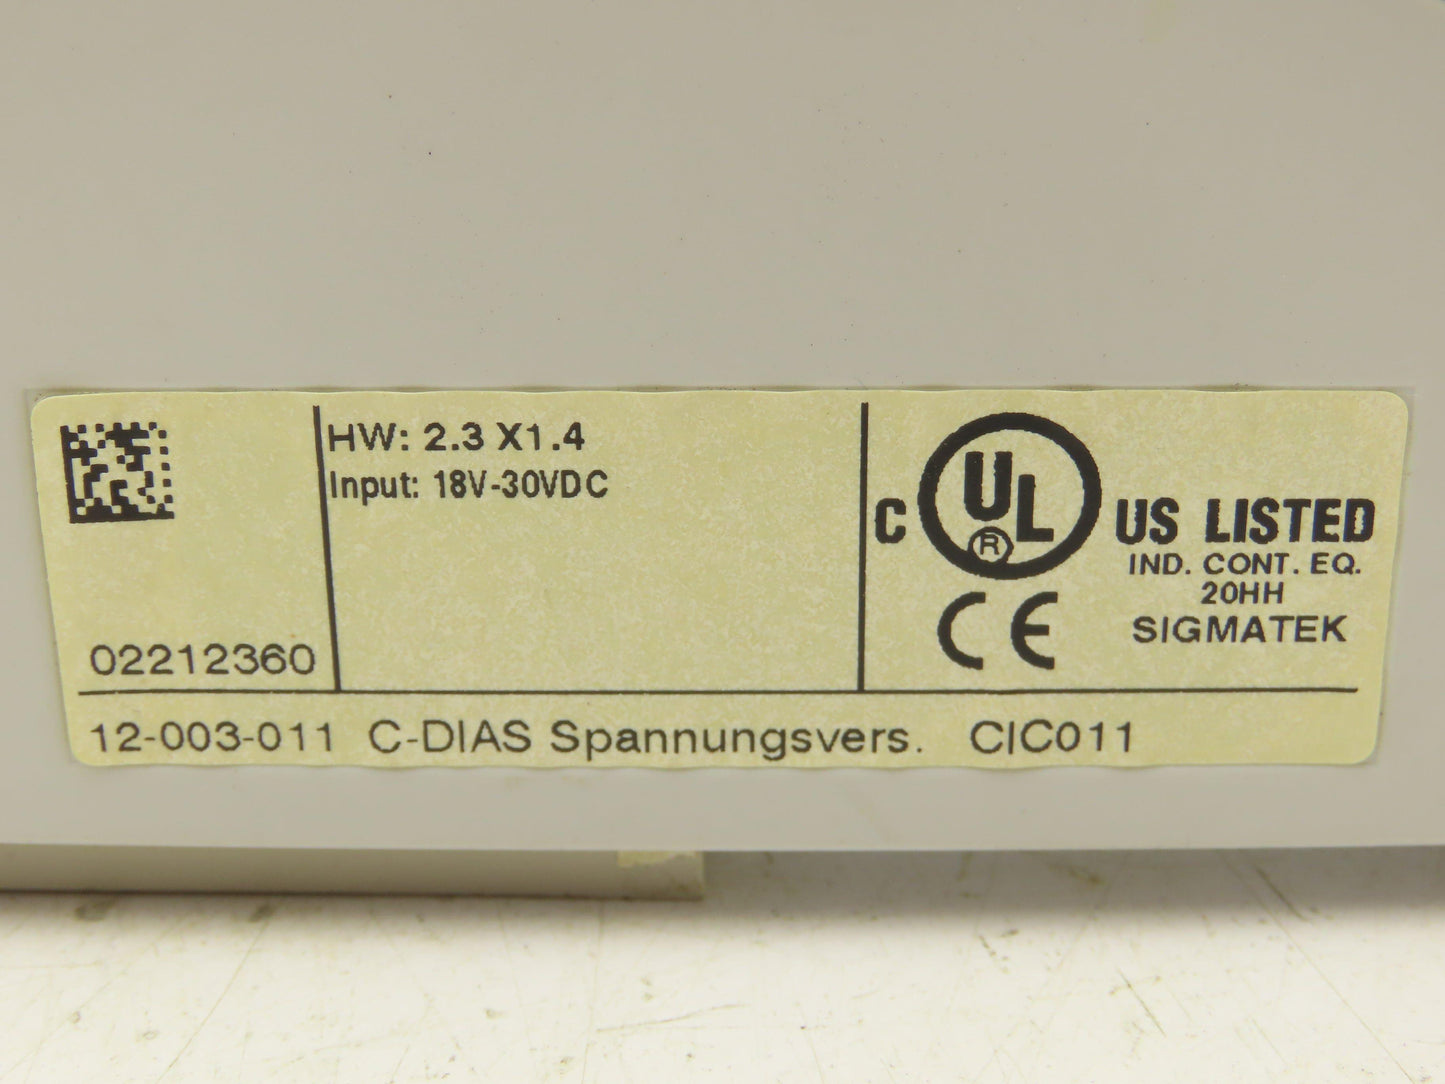 HW: 2.3 X1.4
Input: 18V-30VDC
02212360
C UL ® US LISTED
IND. CONT. EQ.
20HH
CE SIGMATEK
12-003-011 C-DIAS Spannungsvers. CIC011